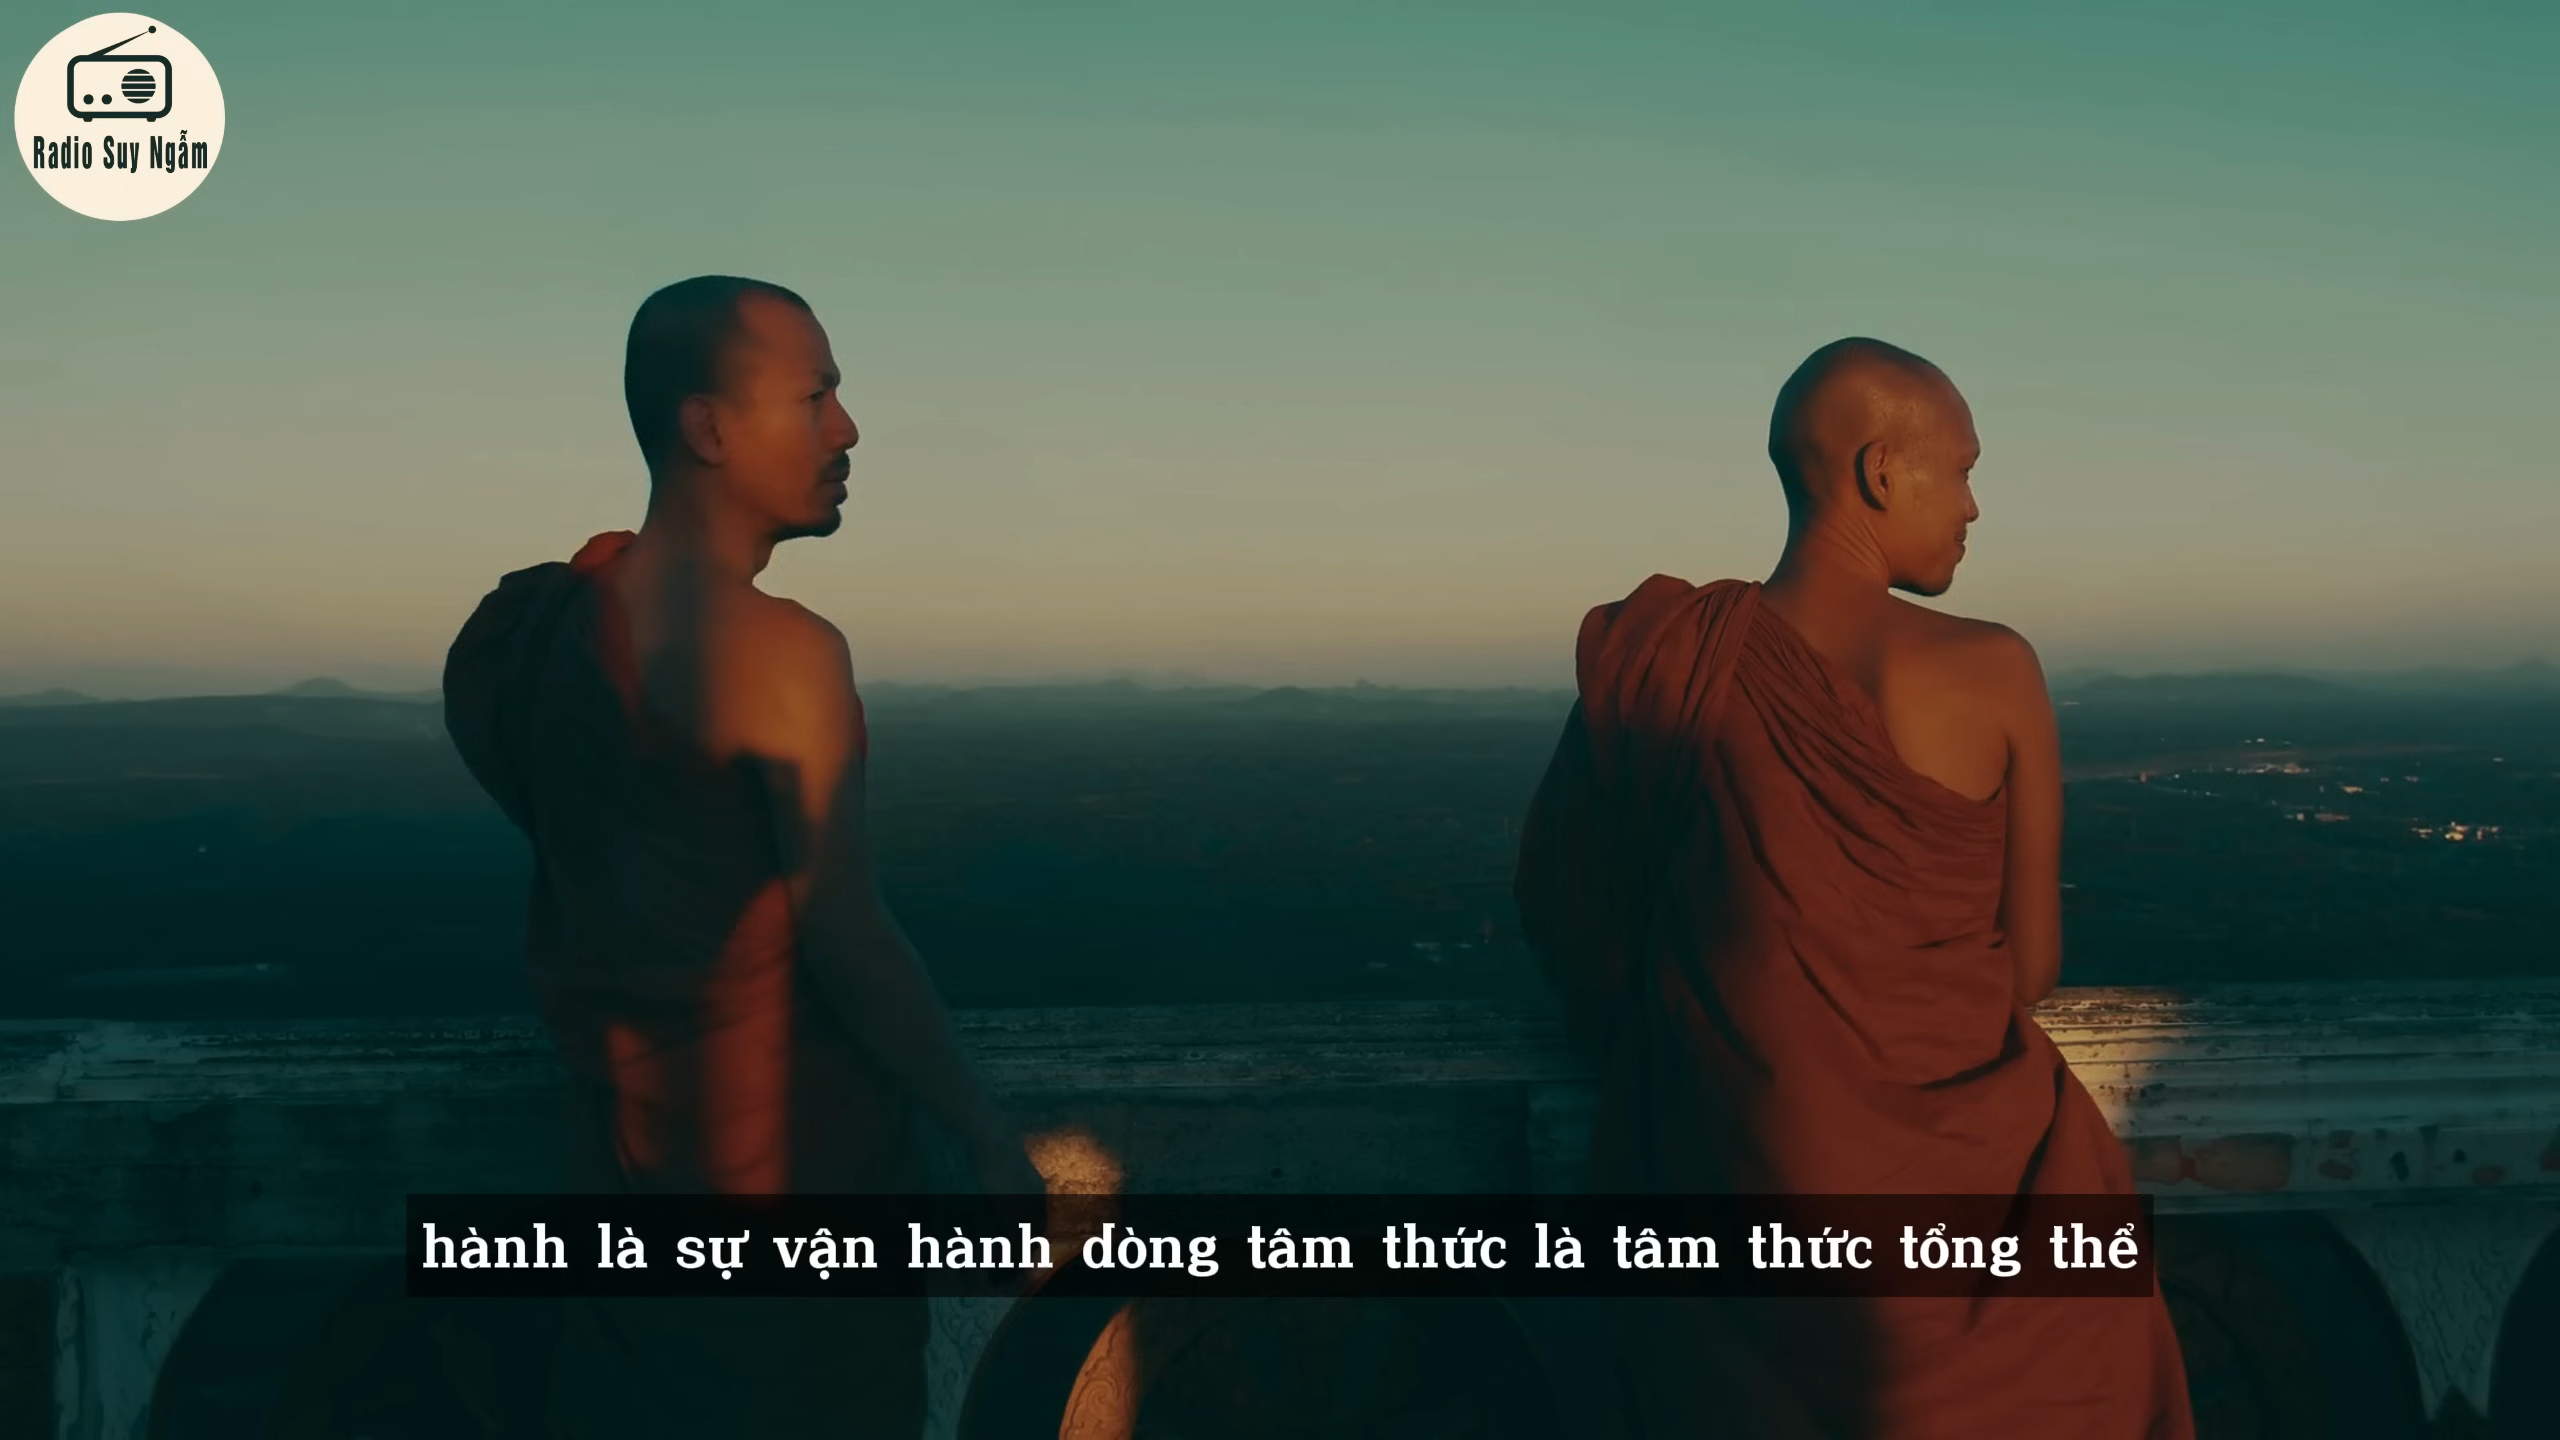 Radio Suy Ngẫm
hành là sự vận hành dòng tâm thức là tâm thức tổng thể